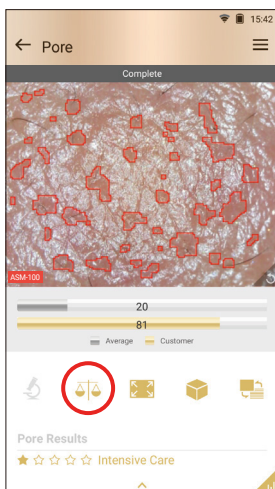 15:42
Pore
Complete
ASM-100
20
81
Average Customer
Pore Results
Intensive Care